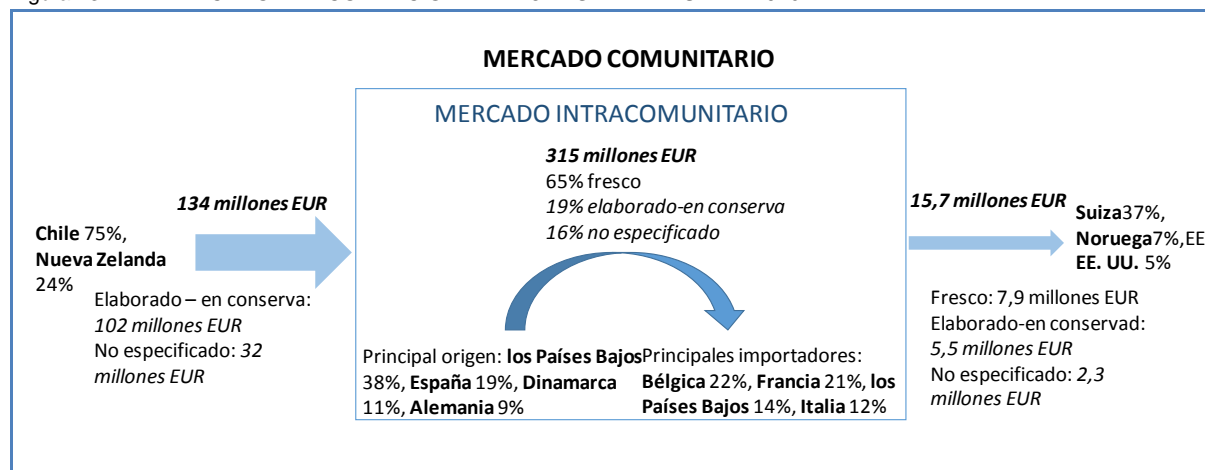 MERCADO COMUNITARIO
MERCADO INTRACOMUNITARIO
315 millones EUR
65% fresco
19% elaborado-en conserva
16% no especificado
134 millones EUR
Chile 75%,
Nueva Zelanda
24%
Elaborado – en conserva:
102 millones EUR
No especificado: 32
millones EUR
Principal origen: los Países Bajos
38%, España 19%, Dinamarca
11%, Alemania 9%
Principales importadores:
Bélgica 22%, Francia 21%, los
Países Bajos 14%, Italia 12%
15,7 millones EUR
Suiza37%,
Noruega7%,EE
EE. UU. 5%
Fresco: 7,9 millones EUR
Elaborado-en conservad:
5,5 millones EUR
No especificado: 2,3
millones EUR